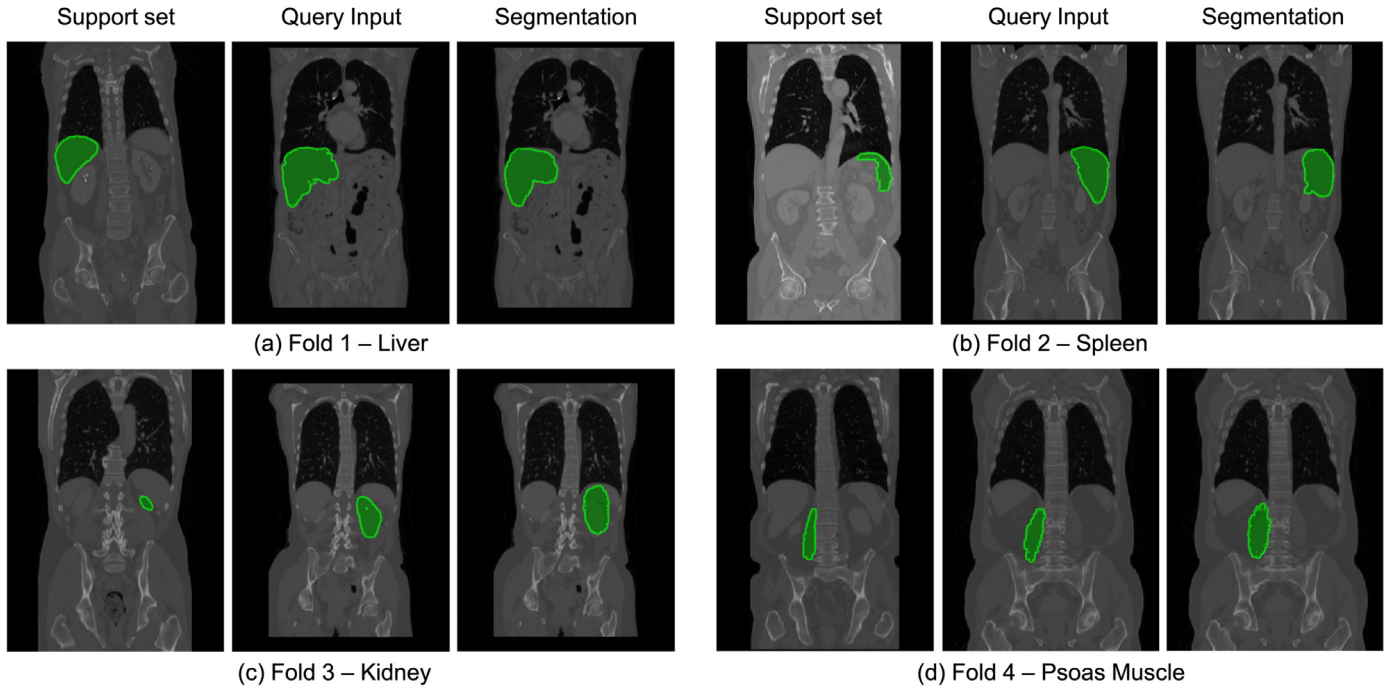 Support set Query Input Segmentation Support set Query Input Segmentation
(a) Fold 1 – Liver (b) Fold 2 – Spleen
(c) Fold 3 – Kidney (d) Fold 4 – Psoas Muscle